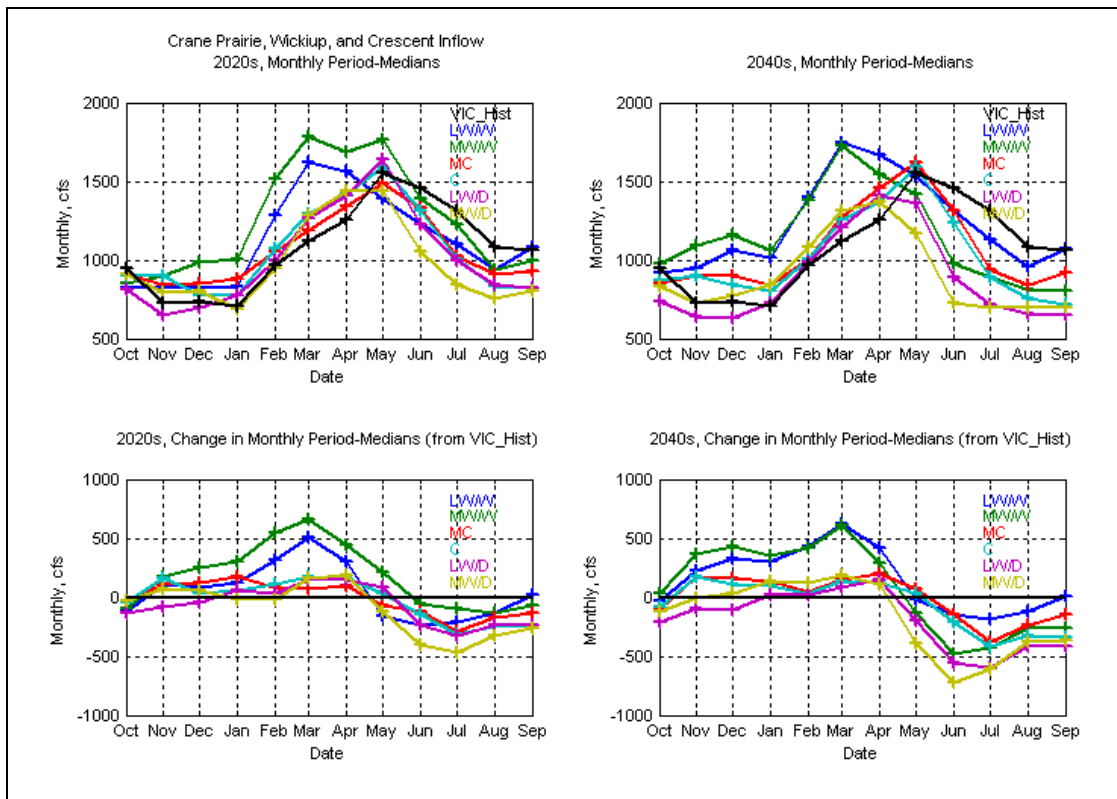 Crane Prairie, Wickiup, and Crescent Inflow
2020s, Monthly Period-Medians
2000
1500
1000
500
Monthly, cfs
VIC_Hist
LW/W
MW/W
MC
C
LW/D
MW/D
Oct Nov Dec Jan Feb Mar Apr May Jun Jul Aug Sep
Date
2040s, Monthly Period-Medians
2000
1500
1000
500
Monthly, cfs
VIC_Hist
LW/W
MW/W
MC
C
LW/D
MW/D
Oct Nov Dec Jan Feb Mar Apr May Jun Jul Aug Sep
Date
2020s, Change in Monthly Period-Medians (from VIC_Hist)
1000
500
0
-500
-1000
Monthly, cfs
LW/W
MW/W
MC
C
LW/D
MW/D
Oct Nov Dec Jan Feb Mar Apr May Jun Jul Aug Sep
Date
2040s, Change in Monthly Period-Medians (from VIC_Hist)
1000
500
0
-500
-1000
Monthly, cfs
LW/W
MW/W
MC
C
LW/D
MW/D
Oct Nov Dec Jan Feb Mar Apr May Jun Jul Aug Sep
Date